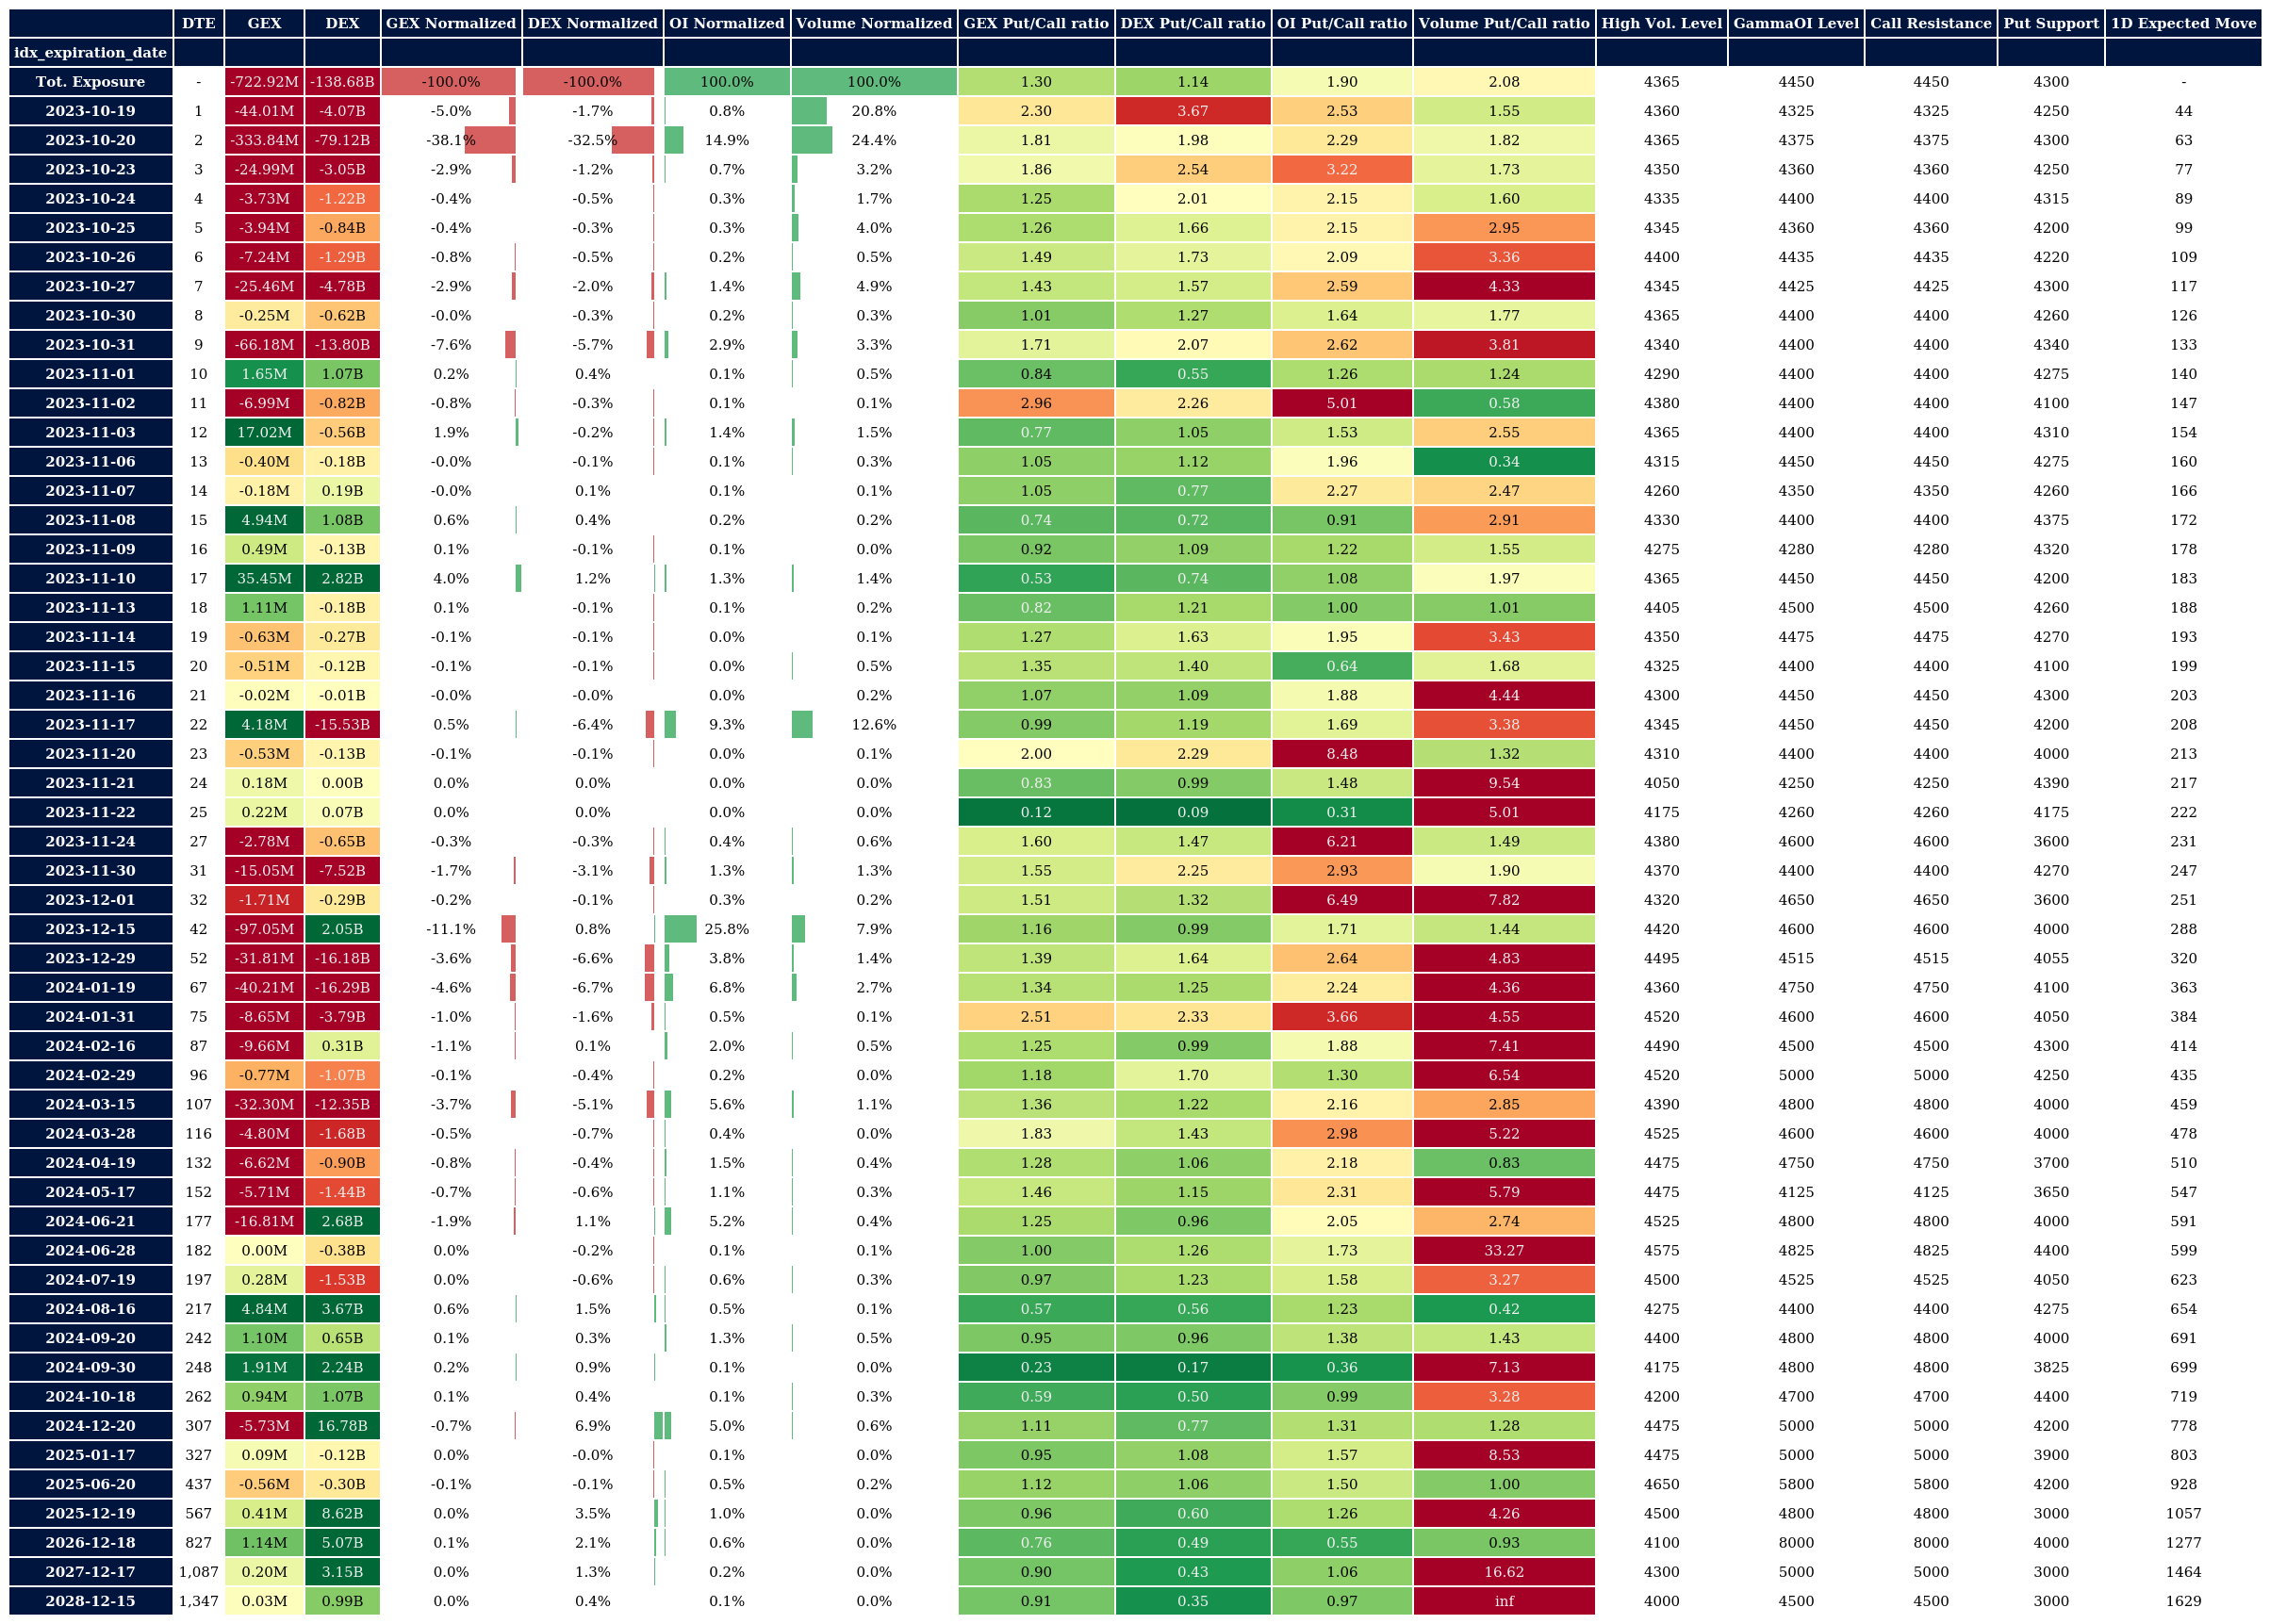 DTE GEX DEX GEX Normalized DEX Normalized OI Normalized Volume Normalized GEX Put/Call ratio DEX Put/Call ratio OI Put/Call ratio Volume Put/Call ratio High Vol. Level GammaOI Level Call Resistance Put Support 1D Expected Move
idx_expiration_date
Tot. Exposure - -722.92M -138.68B -100.0% -100.0% 100.0% 100.0% 1.30 1.14 1.90 2.08 4365 4450 4450 4300 -
2023-10-19 1 -44.01M -4.07B -5.0% -1.7% 0.8% 20.8% 2.30 3.67 2.53 1.55 4360 4325 4325 4250 44
2023-10-20 2 -333.84M -79.12B -38.1% -32.5% 14.9% 24.4% 1.81 1.98 2.29 1.82 4365 4375 4375 4300 63
2023-10-23 3 -24.99M -3.05B -2.9% -1.2% 0.7% 3.2% 1.86 2.54 3.22 1.73 4350 4360 4360 4250 77
2023-10-24 4 -3.73M -1.22B -0.4% -0.5% 0.3% 1.7% 1.25 2.01 2.15 1.60 4335 4400 4400 4315 89
2023-10-25 5 -3.94M -0.84B -0.4% -0.3% 0.3% 4.0% 1.26 1.66 2.15 2.95 4345 4360 4360 4200 99
2023-10-26 6 -7.24M -1.29B -0.8% -0.5% 0.2% 0.5% 1.49 1.73 2.09 3.36 4400 4435 4435 4220 109
2023-10-27 7 -25.46M -4.78B -2.9% -2.0% 1.4% 4.9% 1.43 1.57 2.59 4.33 4345 4425 4425 4300 117
2023-10-30 8 -0.25M -0.62B -0.0% -0.3% 0.2% 0.3% 1.01 1.27 1.64 1.77 4365 4400 4400 4260 126
2023-10-31 9 -66.18M -13.80B -7.6% -5.7% 2.9% 3.3% 1.71 2.07 2.62 3.81 4340 4400 4400 4340 133
2023-11-01 10 1.65M 1.07B 0.2% 0.4% 0.1% 0.5% 0.84 0.55 1.26 1.24 4290 4400 4400 4275 140
2023-11-02 11 -6.99M -0.82B -0.8% -0.3% 0.1% 0.1% 2.96 2.26 5.01 0.58 4380 4400 4400 4100 147
2023-11-03 12 17.02M -0.56B 1.9% -0.2% 1.4% 1.5% 0.77 1.05 1.53 2.55 4365 4400 4400 4310 154
2023-11-06 13 -0.40M -0.18B -0.0% -0.1% 0.1% 0.3% 1.05 1.12 1.96 0.34 4315 4450 4450 4275 160
2023-11-07 14 -0.18M 0.19B -0.0% 0.1% 0.1% 0.1% 1.05 0.77 2.27 2.47 4260 4350 4350 4260 166
2023-11-08 15 4.94M 1.08B 0.6% 0.4% 0.2% 0.2% 0.74 0.72 0.91 2.91 4330 4400 4400 4375 172
2023-11-09 16 0.49M -0.13B 0.1% -0.1% 0.1% 0.0% 0.92 1.09 1.22 1.55 4275 4280 4280 4320 178
2023-11-10 17 35.45M 2.82B 4.0% 1.2% 1.3% 1.4% 0.53 0.74 1.08 1.97 4365 4450 4450 4200 183
2023-11-13 18 1.11M -0.18B 0.1% -0.1% 0.1% 0.2% 0.82 1.21 1.00 1.01 4405 4500 4500 4260 188
2023-11-14 19 -0.63M -0.27B -0.1% -0.1% 0.0% 0.1% 1.27 1.63 1.95 3.43 4350 4475 4475 4270 193
2023-11-15 20 -0.51M -0.12B -0.1% -0.1% 0.0% 0.5% 1.35 1.40 0.64 1.68 4325 4400 4400 4100 199
2023-11-16 21 -0.02M -0.01B -0.0% -0.0% 0.0% 0.2% 1.07 1.09 1.88 4.44 4300 4450 4450 4300 203
2023-11-17 22 4.18M -15.53B 0.5% -6.4% 9.3% 12.6% 0.99 1.19 1.69 3.38 4345 4450 4450 4200 208
2023-11-20 23 -0.53M -0.13B -0.1% -0.1% 0.0% 0.1% 2.00 2.29 8.48 1.32 4310 4400 4400 4000 213
2023-11-21 24 0.18M 0.00B 0.0% 0.0% 0.0% 0.0% 0.83 0.99 1.48 9.54 4050 4250 4250 4390 217
2023-11-22 25 0.22M 0.07B 0.0% 0.0% 0.0% 0.0% 0.12 0.09 0.31 5.01 4175 4260 4260 4175 222
2023-11-24 27 -2.78M -0.65B -0.3% -0.3% 0.4% 0.6% 1.60 1.47 6.21 1.49 4380 4600 4600 3600 231
2023-11-30 31 -15.05M -7.52B -1.7% -3.1% 1.3% 1.3% 1.55 2.25 2.93 1.90 4370 4400 4400 4270 247
2023-12-01 32 -1.71M -0.29B -0.2% -0.1% 0.3% 0.2% 1.51 1.32 6.49 7.82 4320 4650 4650 3600 251
2023-12-15 42 -97.05M 2.05B -11.1% 0.8% 25.8% 7.9% 1.16 0.99 1.71 1.44 4420 4600 4600 4000 288
2023-12-29 52 -31.81M -16.18B -3.6% -6.6% 3.8% 1.4% 1.39 1.64 2.64 4.83 4495 4515 4515 4055 320
2024-01-19 67 -40.21M -16.29B -4.6% -6.7% 6.8% 2.7% 1.34 1.25 2.24 4.36 4360 4750 4750 4100 363
2024-01-31 75 -8.65M -3.79B -1.0% -1.6% 0.5% 0.1% 2.51 2.33 3.66 4.55 4520 4600 4600 4050 384
2024-02-16 87 -9.66M 0.31B -1.1% 0.1% 2.0% 0.5% 1.25 0.99 1.88 7.41 4490 4500 4500 4300 414
2024-02-29 96 -0.77M -1.07B -0.1% -0.4% 0.2% 0.0% 1.18 1.70 1.30 6.54 4520 5000 5000 4250 435
2024-03-15 107 -32.30M -12.35B -3.7% -5.1% 5.6% 1.1% 1.36 1.22 2.16 2.85 4390 4800 4800 4000 459
2024-03-28 116 -4.80M -1.68B -0.5% -0.7% 0.4% 0.0% 1.83 1.43 2.98 5.22 4525 4600 4600 4000 478
2024-04-19 132 -6.62M -0.90B -0.8% -0.4% 1.5% 0.4% 1.28 1.06 2.18 0.83 4475 4750 4750 3700 510
2024-05-17 152 -5.71M -1.44B -0.7% -0.6% 1.1% 0.3% 1.46 1.15 2.31 5.79 4475 4125 4125 3650 547
2024-06-21 177 -16.81M 2.68B -1.9% 1.1% 5.2% 0.4% 1.25 0.96 2.05 2.74 4525 4800 4800 4000 591
2024-06-28 182 0.00M -0.38B 0.0% -0.2% 0.1% 0.1% 1.00 1.26 1.73 33.27 4575 4825 4825 4400 599
2024-07-19 197 0.28M -1.53B 0.0% -0.6% 0.6% 0.3% 0.97 1.23 1.58 3.27 4500 4525 4525 4050 623
2024-08-16 217 4.84M 3.67B 0.6% 1.5% 0.5% 0.1% 0.57 0.56 1.23 0.42 4275 4400 4400 4275 654
2024-09-20 242 1.10M 0.65B 0.1% 0.3% 1.3% 0.5% 0.95 0.96 1.38 1.43 4400 4800 4800 4000 691
2024-09-30 248 1.91M 2.24B 0.2% 0.9% 0.1% 0.0% 0.23 0.17 0.36 7.13 4175 4800 4800 3825 699
2024-10-18 262 0.94M 1.07B 0.1% 0.4% 0.1% 0.3% 0.59 0.50 0.99 3.28 4200 4700 4700 4400 719
2024-12-20 307 -5.73M 16.78B -0.7% 6.9% 5.0% 0.6% 1.11 0.77 1.31 1.28 4475 5000 5000 4200 778
2025-01-17 327 0.09M -0.12B 0.0% -0.0% 0.1% 0.0% 0.95 1.08 1.57 8.53 4475 5000 5000 3900 803
2025-06-20 437 -0.56M -0.30B -0.1% -0.1% 0.5% 0.2% 1.12 1.06 1.50 1.00 4650 5800 5800 4200 928
2025-12-19 567 0.41M 8.62B 0.0% 3.5% 1.0% 0.0% 0.96 0.60 1.26 4.26 4500 4800 4800 3000 1057
2026-12-18 827 1.14M 5.07B 0.1% 2.1% 0.6% 0.0% 0.76 0.49 0.55 0.93 4100 8000 8000 4000 1277
2027-12-17 1,087 0.20M 3.15B 0.0% 1.3% 0.2% 0.0% 0.90 0.43 1.06 16.62 4300 5000 5000 3000 1464
2028-12-15 1,347 0.03M 0.99B 0.0% 0.4% 0.1% 0.0% 0.91 0.35 0.97 inf 4000 4500 4500 3000 1629